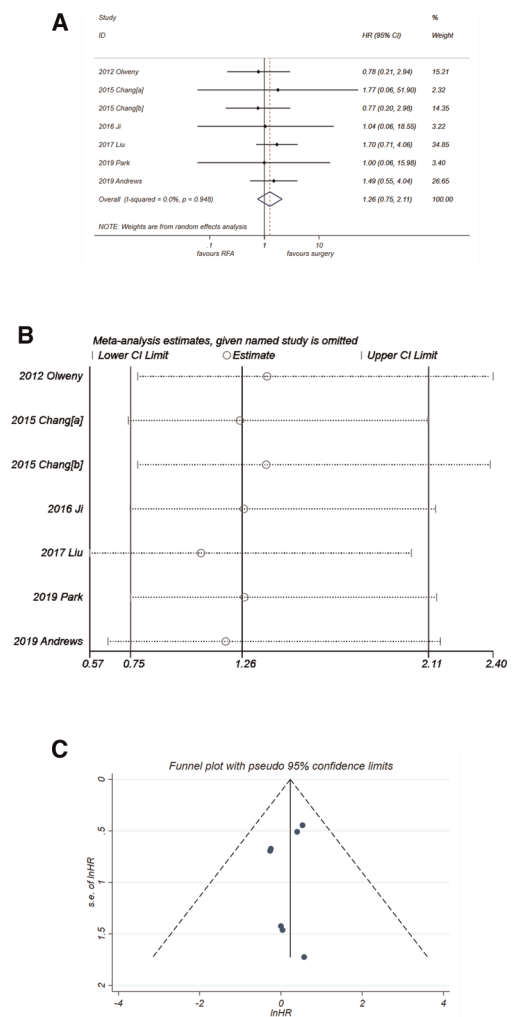 A
Study %
ID HR (95% CI) Weight
2012 Olweny 0.78 (0.21, 2.94) 15.21
2015 Chang[a] 1.77 (0.06, 51.90) 2.32
2015 Chang[b] 0.77 (0.20, 2.98) 14.35
2016 Ji 1.04 (0.06, 18.55) 3.22
2017 Liu 1.70 (0.71, 4.06) 34.85
2019 Park 1.00 (0.06, 15.98) 3.40
2019 Andrews 1.49 (0.55, 4.04) 26.65
Overall (I-squared = 0.0%, p = 0.948) 1.26 (0.75, 2.11) 100.00
NOTE: Weights are from random effects analysis
.1 1 10
favours RFA favours surgery
B
Meta-analysis estimates, given named study is omitted
Lower CI Limit Estimate Upper CI Limit
2012 Olweny
2015 Chang[a]
2015 Chang[b]
2016 Ji
2017 Liu
2019 Park
2019 Andrews
0.57 0.75 1.26 2.11 2.40
C
Funnel plot with pseudo 95% confidence limits
0
.5
1
1.5
2
s.e. of lnHR
-4 -2 0 2 4
lnHR